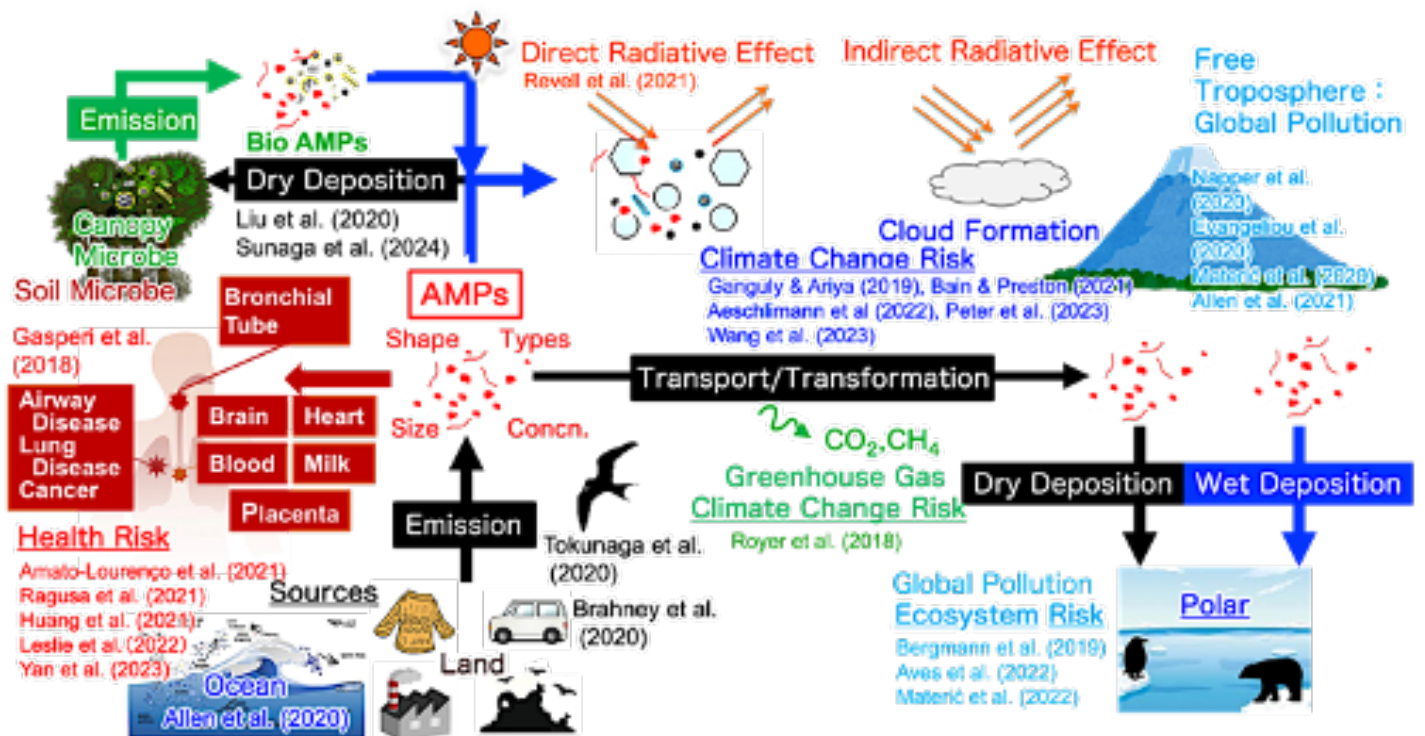 Direct Radiative Effect
Revell et al. (2021)
Indirect Radiative Effect
Free
Troposphere :
Global Pollution
Emission
Bio AMPs
Dry Deposition
Liu et al. (2020)
Sunaga et al. (2024)
Canopy
Microbe
Soil Microbe
Napper et al.
(2020)
Evangeliou et al.
(2020)
Materić et al. (2020)
Allen et al. (2021)
Cloud Formation
Climate Change Risk
Ganguly & Ariya (2019), Bain & Preston (2021)
Aeschlimann et al (2022), Peter et al. (2023)
Wang et al. (2023)
AMPs
Shape
Types
Size
Concn.
Bronchial
Tube
Gasperi et al.
(2018)
Airway
Disease
Lung
Disease
Cancer
Brain
Heart
Blood
Milk
Placenta
Health Risk
Amato-Lourenço et al. (2021)
Ragusa et al. (2021)
Huang et al. (2021)
Leslie et al. (2022)
Yan et al. (2023)
Transport/Transformation
CO₂,CH₄
Greenhouse Gas
Climate Change Risk
Royer et al. (2018)
Dry Deposition
Wet Deposition
Emission
Tokunaga et al.
(2020)
Sources
Brahney et al.
(2020)
Land
Ocean
Allen et al. (2020)
Global Pollution
Ecosystem Risk
Bergmann et al. (2019)
Aves et al. (2022)
Materić et al. (2022)
Polar